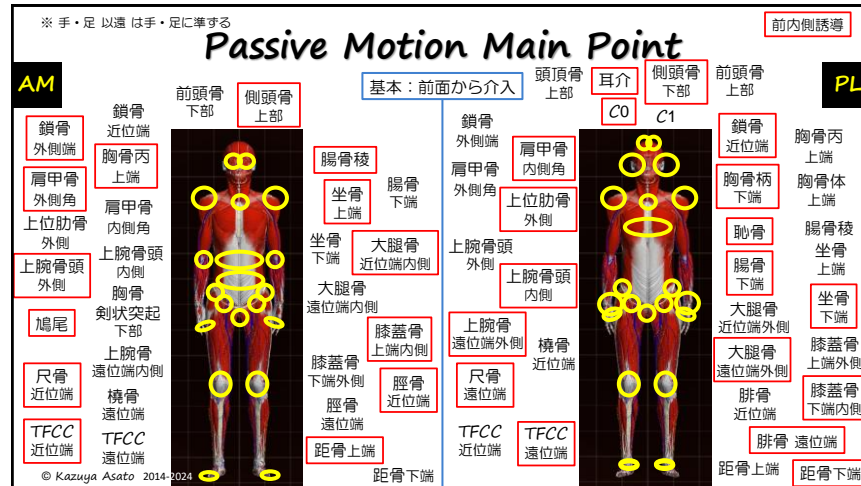 ※ 手・足 以遠 は手・足に準ずる
前内側誘導
Passive Motion Main Point
AM
基本：前面から介入
PL
前頭骨
下部
側頭骨
上部
鎖骨
近位端
鎖骨
外側端
胸骨丙
上端
肩甲骨
外側角
肩甲骨
内側角
上位肋骨
外側
上腕骨頭
内側
上腕骨頭
外側
胸骨
剣状突起
下部
鳩尾
上腕骨
遠位端内側
尺骨
近位端
橈骨
遠位端
TFCC
近位端
TFCC
遠位端
© Kazuya Asato 2014-2024
腸骨稜
腸骨
下端
坐骨
上端
坐骨
下端
大腿骨
近位端内側
大腿骨
遠位端内側
膝蓋骨
上端内側
膝蓋骨
下端外側
脛骨
近位端
脛骨
遠位端
距骨上端
距骨下端
頭頂骨
上部
耳介
側頭骨
下部
前頭骨
上部
C0
C1
鎖骨
外側端
肩甲骨
内側角
肩甲骨
外側角
上位肋骨
外側
上腕骨頭
外側
上腕骨頭
内側
上腕骨
遠位端外側
橈骨
近位端
尺骨
遠位端
TFCC
近位端
TFCC
遠位端
鎖骨
近位端
胸骨丙
上端
胸骨柄
下端
胸骨体
上端
恥骨
腸骨稜
腸骨
下端
坐骨
上端
坐骨
下端
大腿骨
近位端外側
大腿骨
遠位端外側
膝蓋骨
上端外側
膝蓋骨
下端内側
腓骨
近位端
腓骨 遠位端
距骨上端
距骨下端